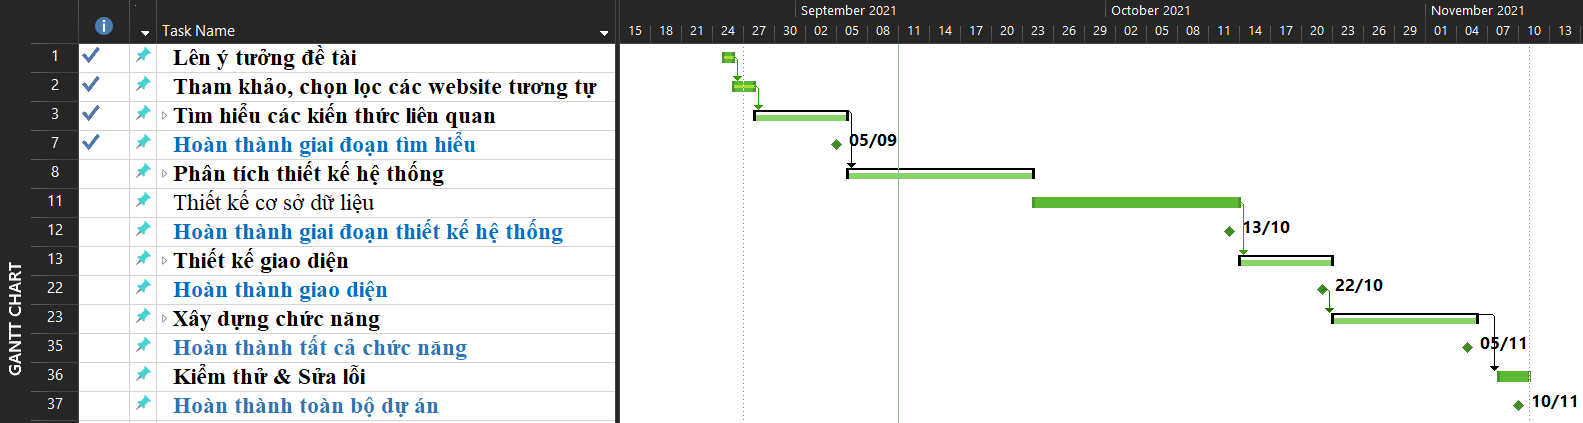 September 2021 October 2021 November 2021
Task Name 15 18 21 24 27 30 02 05 08 11 14 17 20 23 26 29 02 05 08 11 14 17 20 23 26 29 01 04 07 10 13
1 Lên ý tưởng đề tài
2 Tham khảo, chọn lọc các website tương tự
3 Tìm hiểu các kiến thức liên quan
7 Hoàn thành giai đoạn tìm hiểu 05/09
8 Phân tích thiết kế hệ thống
11 Thiết kế cơ sở dữ liệu
12 Hoàn thành giai đoạn thiết kế hệ thống 13/10
13 Thiết kế giao diện
22 Hoàn thành giao diện 22/10
23 Xây dựng chức năng
35 Hoàn thành tất cả chức năng 05/11
36 Kiểm thử & Sửa lỗi
37 Hoàn thành toàn bộ dự án 10/11
GANTT CHART